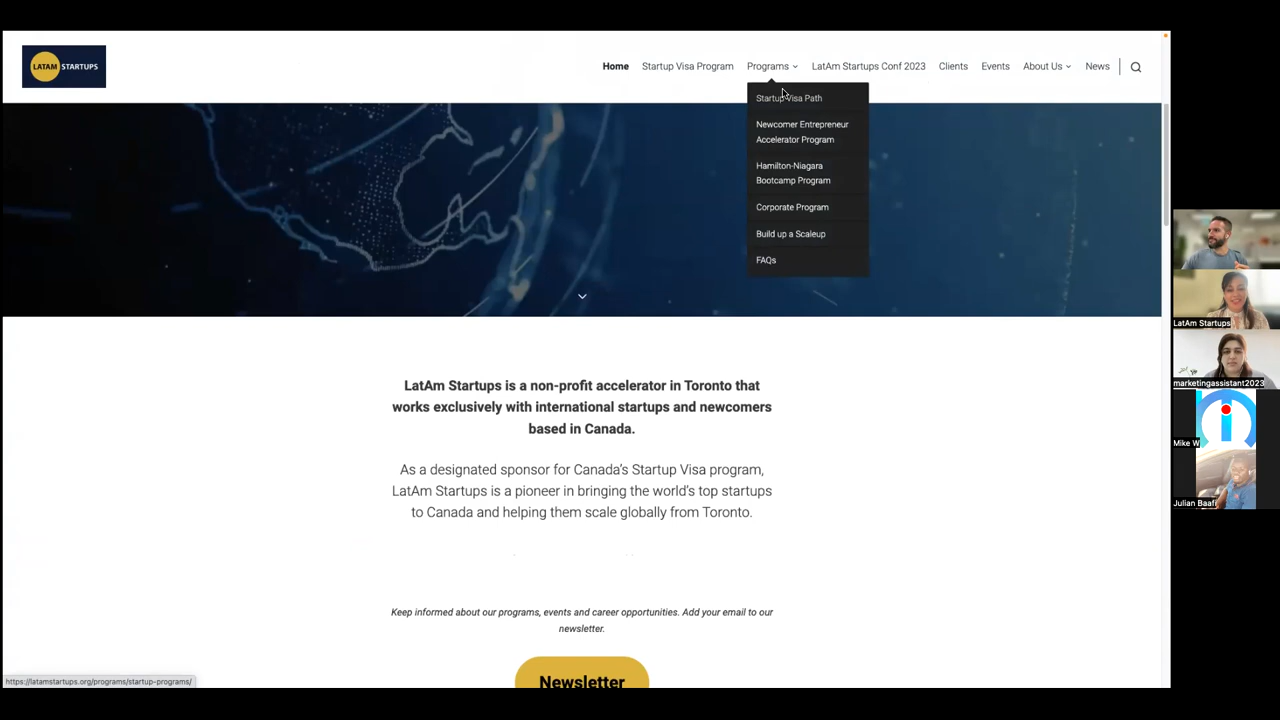 LATAM STARTUPS
Home Startup Visa Program Programs LatAm Startups Conf 2023 Clients Events About Us News
Startup Visa Path
Newcomer Entrepreneur
Accelerator Program
Hamilton-Niagara
Bootcamp Program
Corporate Program
Build up a Scaleup
FAQs
LatAm Startups is a non-profit accelerator in Toronto that
works exclusively with international startups and newcomers
based in Canada.
As a designated sponsor for Canada's Startup Visa program,
LatAm Startups is a pioneer in bringing the world's top startups
to Canada and helping them scale globally from Toronto.
Keep informed about our programs, events and career opportunities. Add your email to our
newsletter.
Newsletter
https://latamstartups.org/programs/startup-programs/
LatAm Startups
marketingassistant2023
Mike W
Julian Baafi